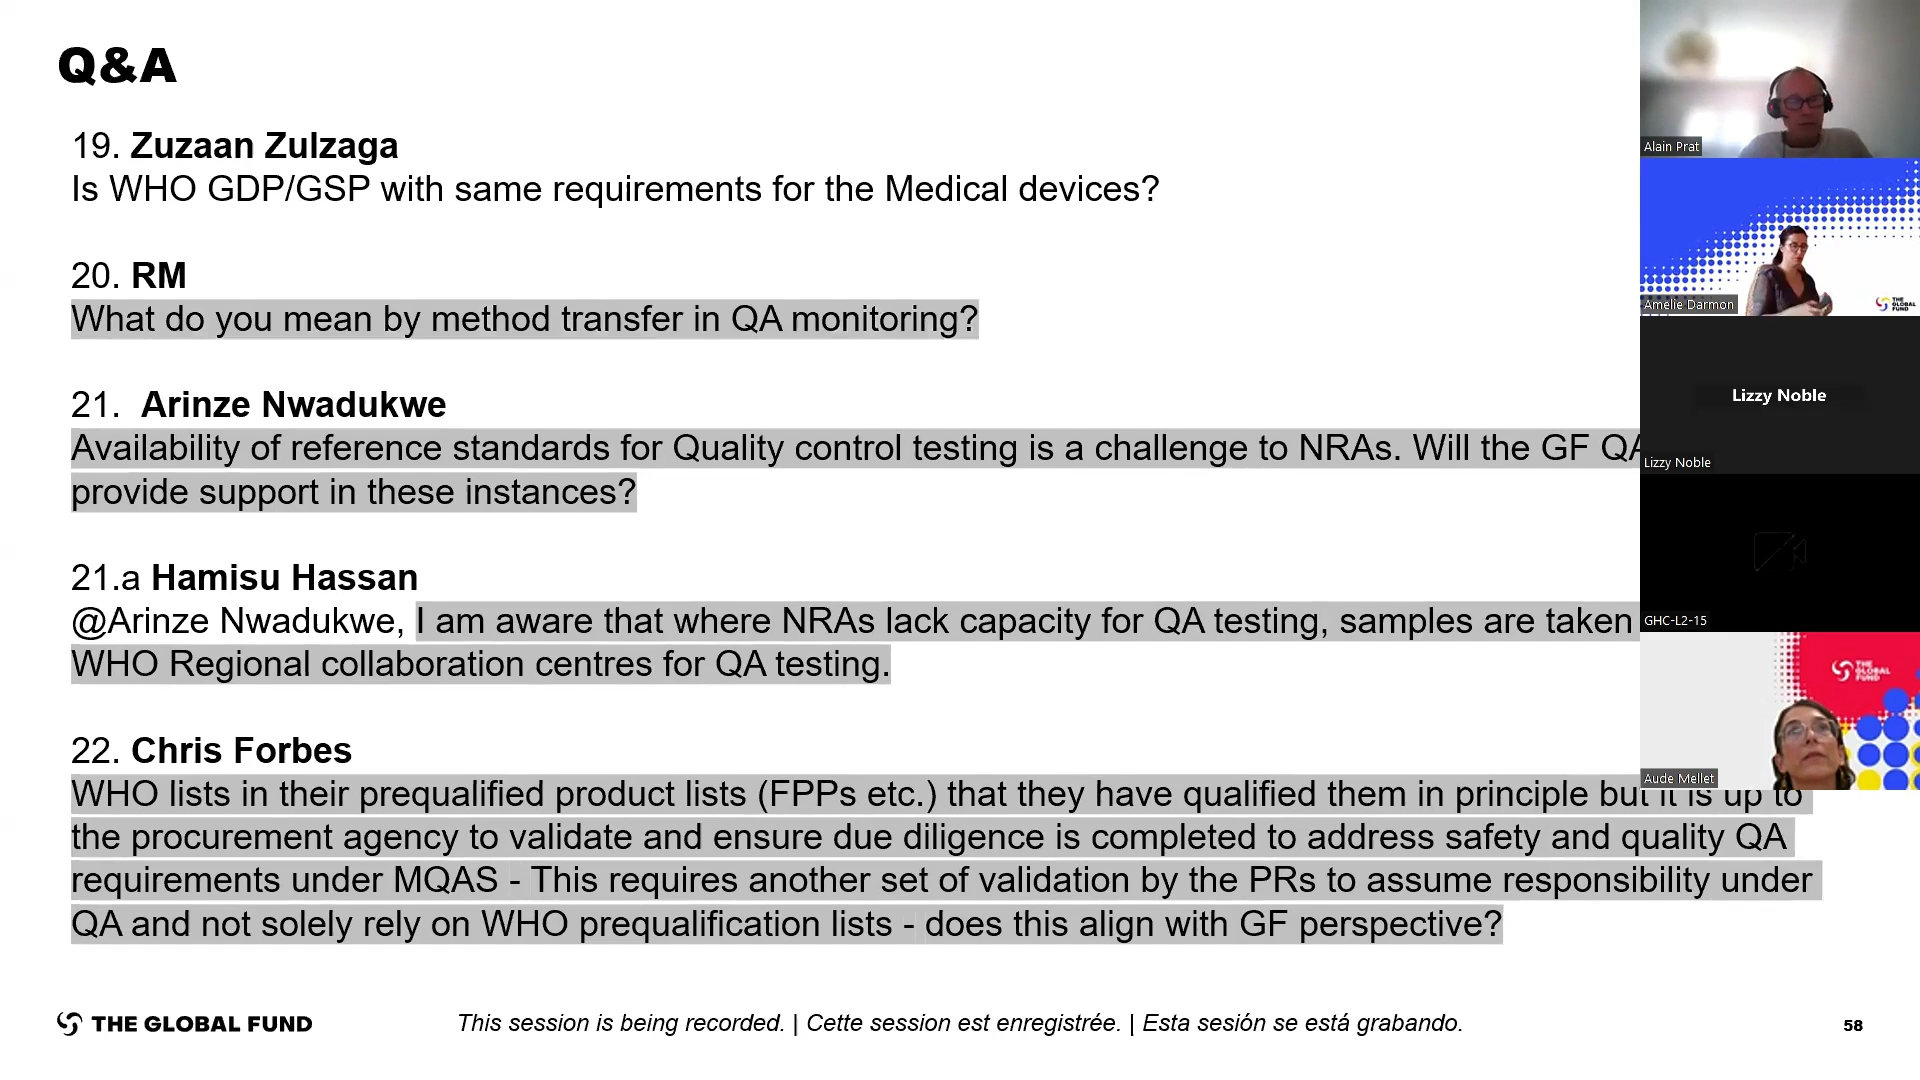 Q&A
19. Zuzaan Zulzaga
Is WHO GDP/GSP with same requirements for the Medical devices?
20. RM
What do you mean by method transfer in QA monitoring?
21. Arinze Nwadukwe
Availability of reference standards for Quality control testing is a challenge to NRAs. Will the GF QA
provide support in these instances?
21.a Hamisu Hassan
@Arinze Nwadukwe, I am aware that where NRAs lack capacity for QA testing, samples are taken
WHO Regional collaboration centres for QA testing.
22. Chris Forbes
WHO lists in their prequalified product lists (FPPs etc.) that they have qualified them in principle but it is up to
the procurement agency to validate and ensure due diligence is completed to address safety and quality QA
requirements under MQAS - This requires another set of validation by the PRs to assume responsibility under
QA and not solely rely on WHO prequalification lists - does this align with GF perspective?
THE GLOBAL FUND
This session is being recorded. | Cette session est enregistrée. | Esta sesión se está grabando.
58
Alain Prat
Amelie Darmon
THE GLOBAL FUND
Lizzy Noble
Lizzy Noble
GHC-L2-15
THE GLOBAL FUND
Aude Mellet